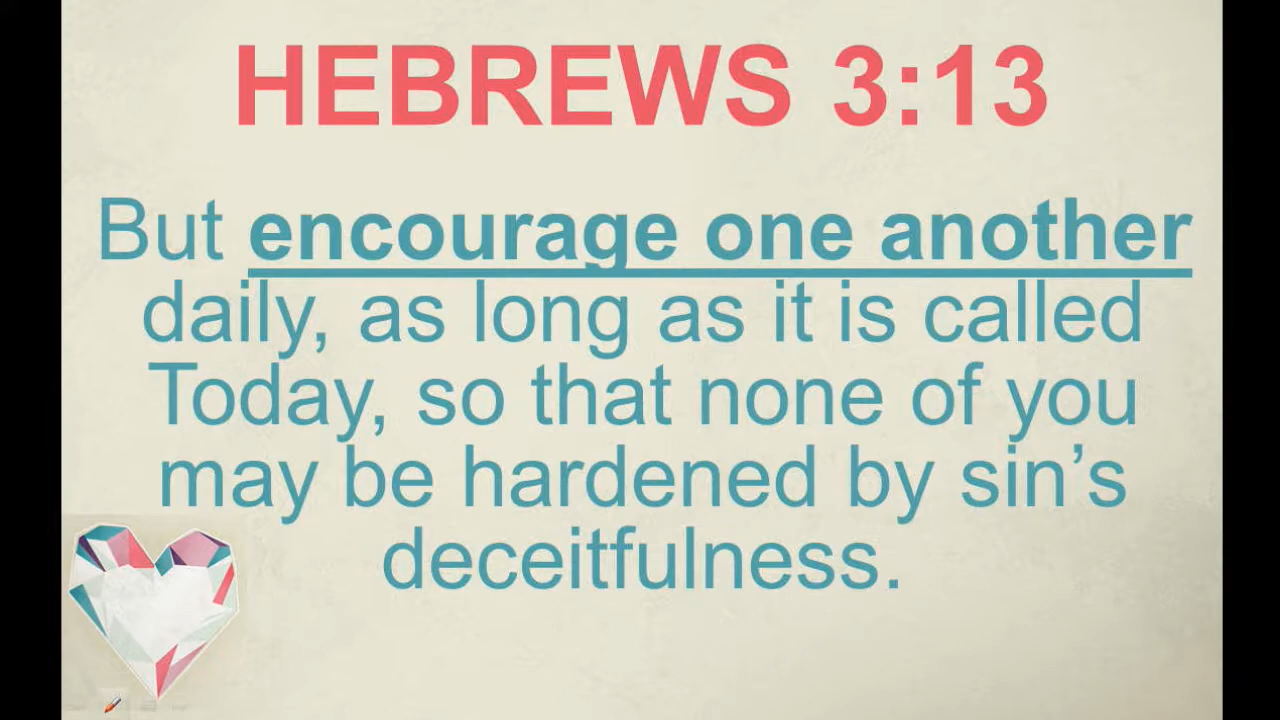 HEBREWS 3:13
But encourage one another
daily, as long as it is called
Today, so that none of you
may be hardened by sin’s
deceitfulness.